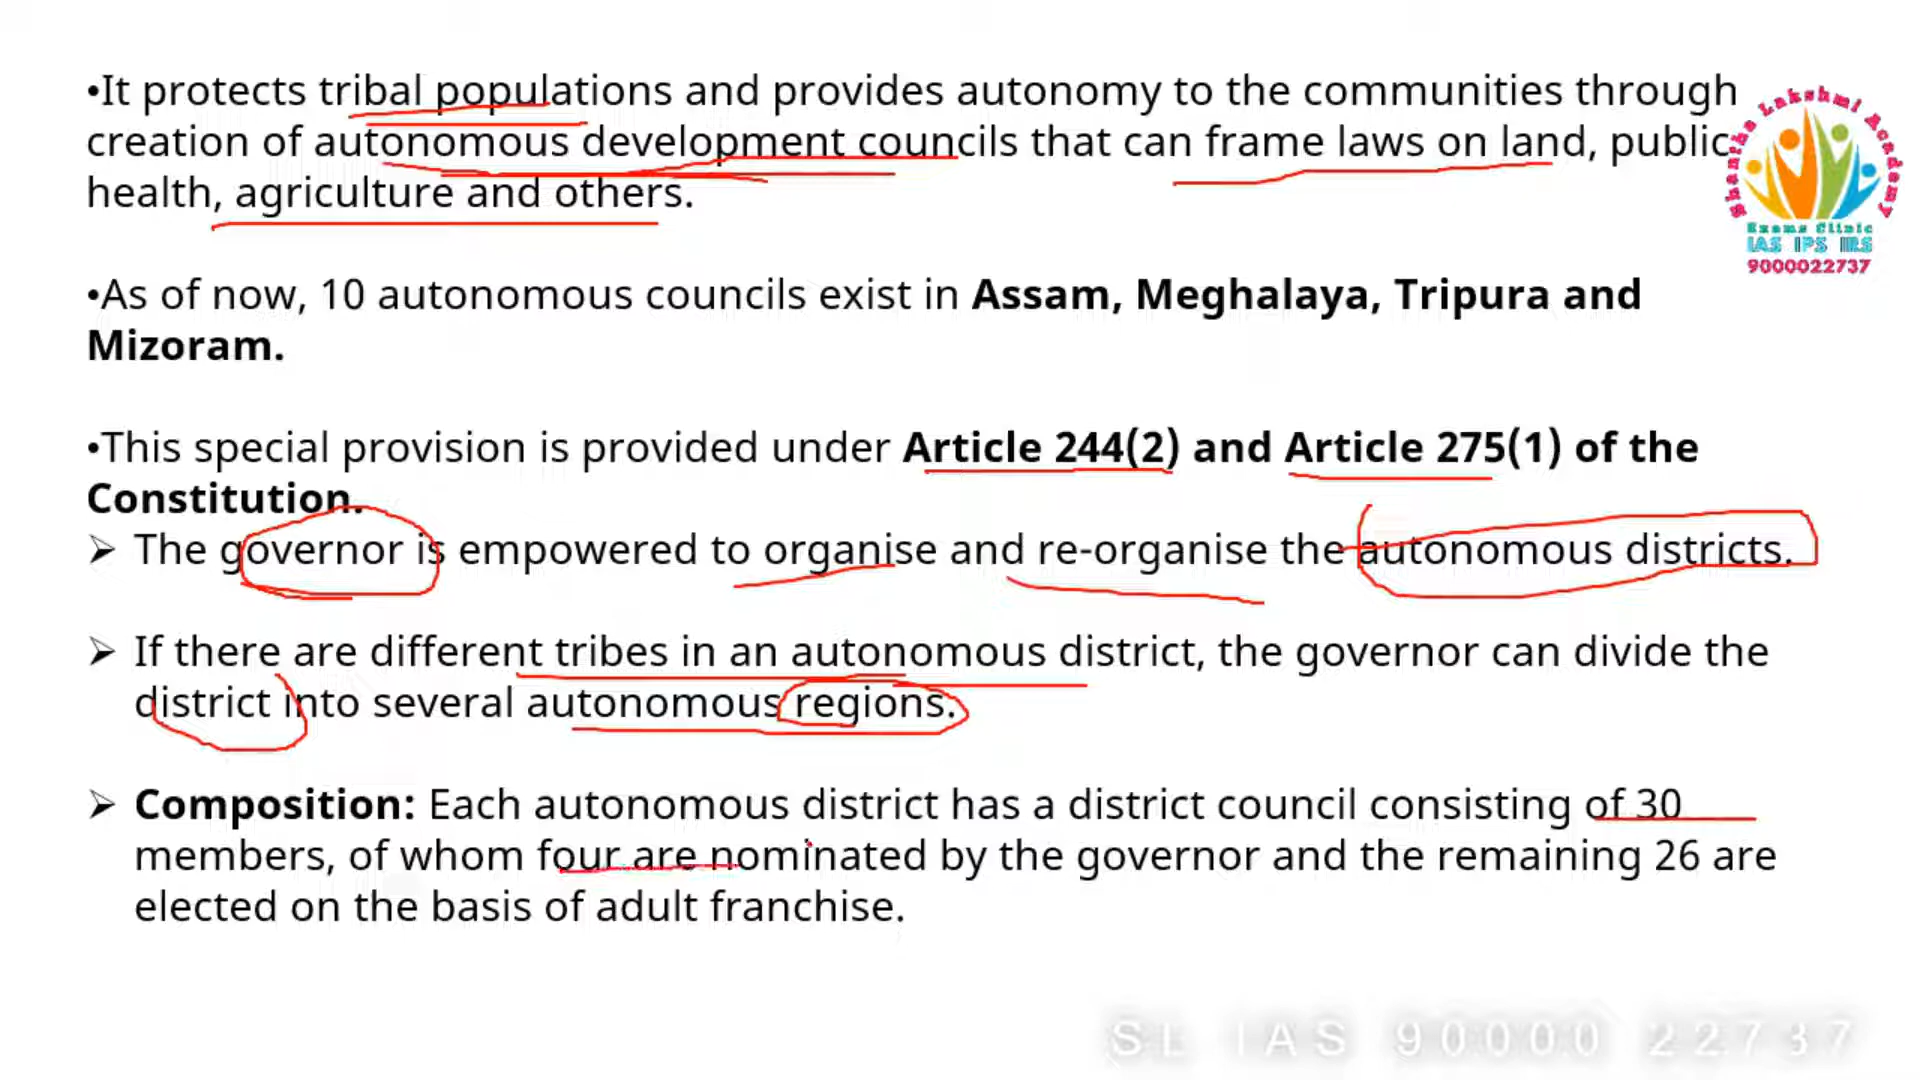 •It protects tribal populations and provides autonomy to the communities through
creation of autonomous development councils that can frame laws on land, public
health, agriculture and others.
•As of now, 10 autonomous councils exist in Assam, Meghalaya, Tripura and
Mizoram.
•This special provision is provided under Article 244(2) and Article 275(1) of the
Constitution.
➢ The governor is empowered to organise and re-organise the autonomous districts.
➢ If there are different tribes in an autonomous district, the governor can divide the
district into several autonomous regions.
➢ Composition: Each autonomous district has a district council consisting of 30
members, of whom four are nominated by the governor and the remaining 26 are
elected on the basis of adult franchise.
Shantha Lakshmi Academy
Exams Clinic
IAS IPS IRS
9000022737
SL IAS 90000 22737